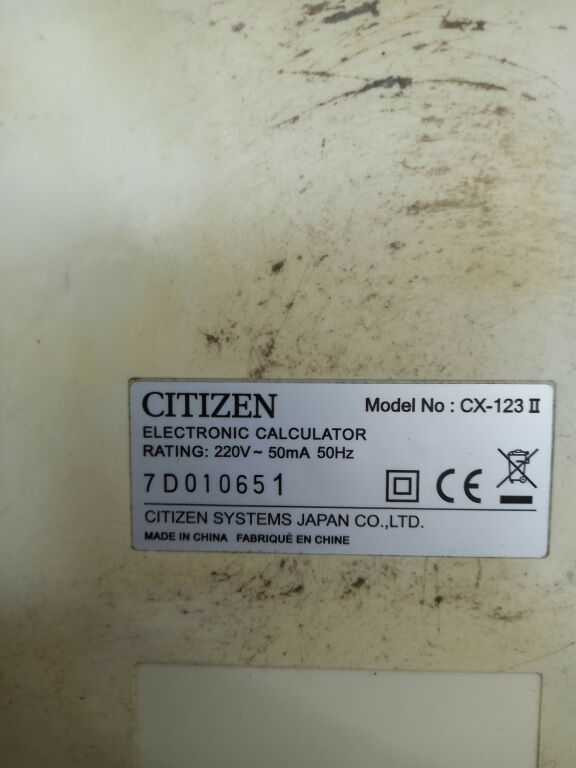 CITIZEN Model No : CX-123 II
ELECTRONIC CALCULATOR
RATING: 220V ~ 50mA 50Hz
7D010651
CE
CITIZEN SYSTEMS JAPAN CO.,LTD.
MADE IN CHINA FABRIQUÉ EN CHINE